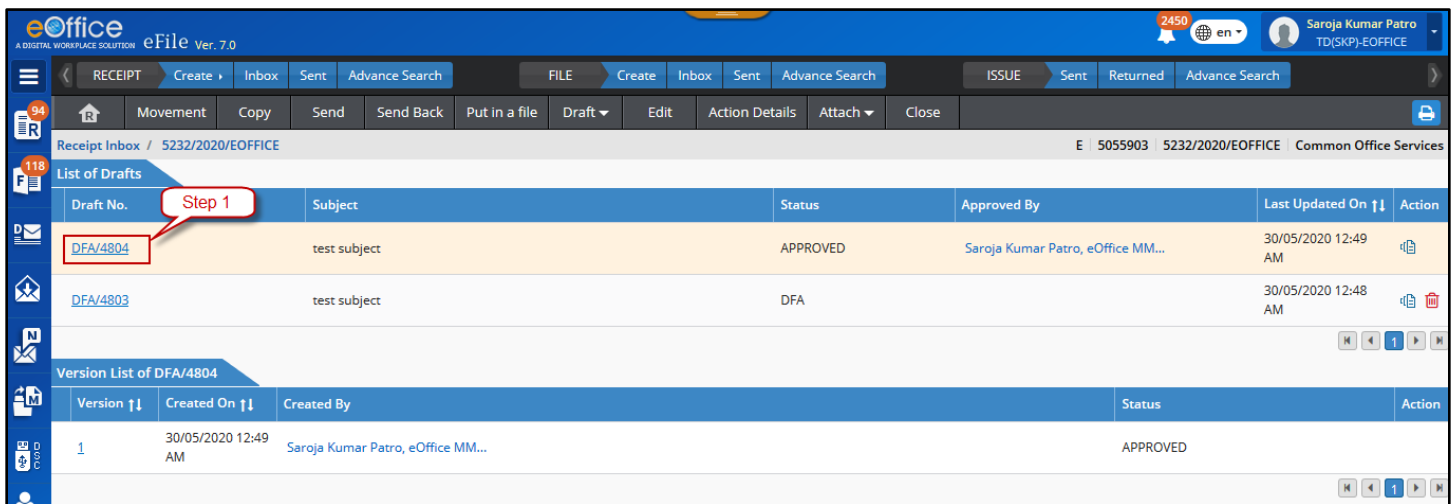 eOffice
A DIGITAL WORKPLACE SOLUTION eFile Ver. 7.0
2450
en
Saroja Kumar Patro
TD(SKP)-EOFFICE
RECEIPT Create Inbox Sent Advance Search FILE Create Inbox Sent Advance Search ISSUE Sent Returned Advance Search
94
R
R Movement Copy Send Send Back Put in a file Draft Edit Action Details Attach Close
Receipt Inbox / 5232/2020/EOFFICE E 5055903 5232/2020/EOFFICE Common Office Services
118
F
List of Drafts
Draft No. Subject Status Approved By Last Updated On Action
Step 1
D
DFA/4804 test subject APPROVED Saroja Kumar Patro, eOffice MM... 30/05/2020 12:49
AM
DFA/4803 test subject DFA 30/05/2020 12:48
AM
N
1
Version List of DFA/4804
M
Version Created On Created By Status Action
DSC
1 30/05/2020 12:49
AM Saroja Kumar Patro, eOffice MM... APPROVED
1